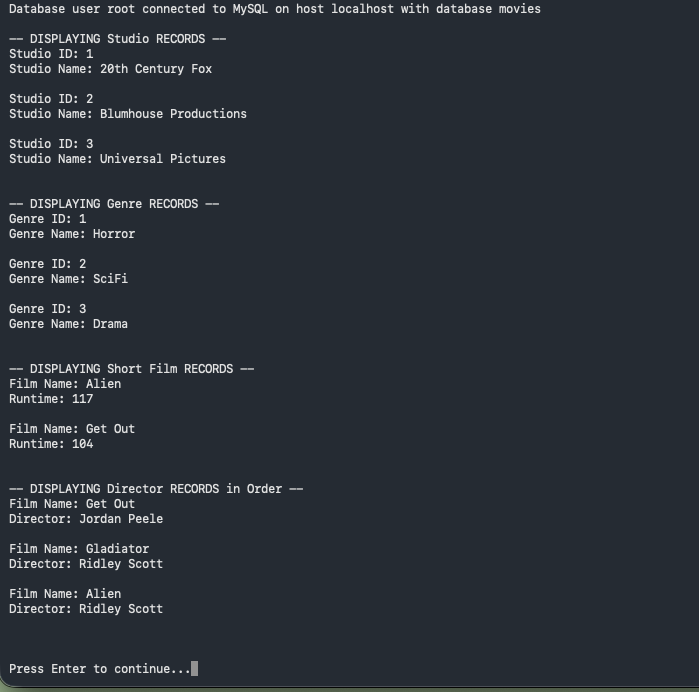 Database user root connected to MySQL on host localhost with database movies
-- DISPLAYING Studio RECORDS --
Studio ID: 1
Studio Name: 20th Century Fox
Studio ID: 2
Studio Name: Blumhouse Productions
Studio ID: 3
Studio Name: Universal Pictures
-- DISPLAYING Genre RECORDS --
Genre ID: 1
Genre Name: Horror
Genre ID: 2
Genre Name: SciFi
Genre ID: 3
Genre Name: Drama
-- DISPLAYING Short Film RECORDS --
Film Name: Alien
Runtime: 117
Film Name: Get Out
Runtime: 104
-- DISPLAYING Director RECORDS in Order --
Film Name: Get Out
Director: Jordan Peele
Film Name: Gladiator
Director: Ridley Scott
Film Name: Alien
Director: Ridley Scott
Press Enter to continue...